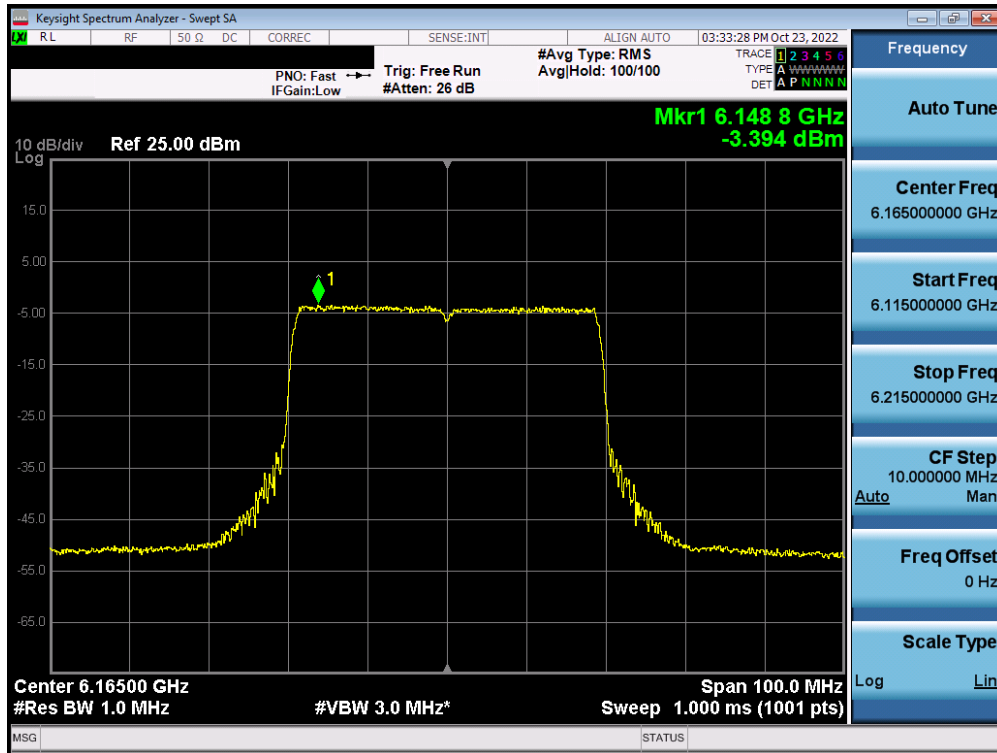 Keysight Spectrum Analyzer - Swept SA
LXI RL RF 50 Ω DC CORREC SENSE:INT ALIGN AUTO 03:33:28 PM Oct 23, 2022
PNO: Fast
IFGain:Low
Trig: Free Run
#Atten: 26 dB
#Avg Type: RMS
Avg|Hold: 100/100
TRACE 1 2 3 4 5 6
TYPE A WWWWW
DET A P N N N N
Mkr1 6.148 8 GHz
-3.394 dBm
10 dB/div Ref 25.00 dBm
Log
15.0
5.00
-5.00
-15.0
-25.0
-35.0
-45.0
-55.0
-65.0
1
Center 6.16500 GHz
Span 100.0 MHz
#Res BW 1.0 MHz
#VBW 3.0 MHz*
Sweep 1.000 ms (1001 pts)
MSG
STATUS
Frequency
Auto Tune
Center Freq
6.165000000 GHz
Start Freq
6.115000000 GHz
Stop Freq
6.215000000 GHz
CF Step
10.000000 MHz
Auto Man
Freq Offset
0 Hz
Scale Type
Log Lin